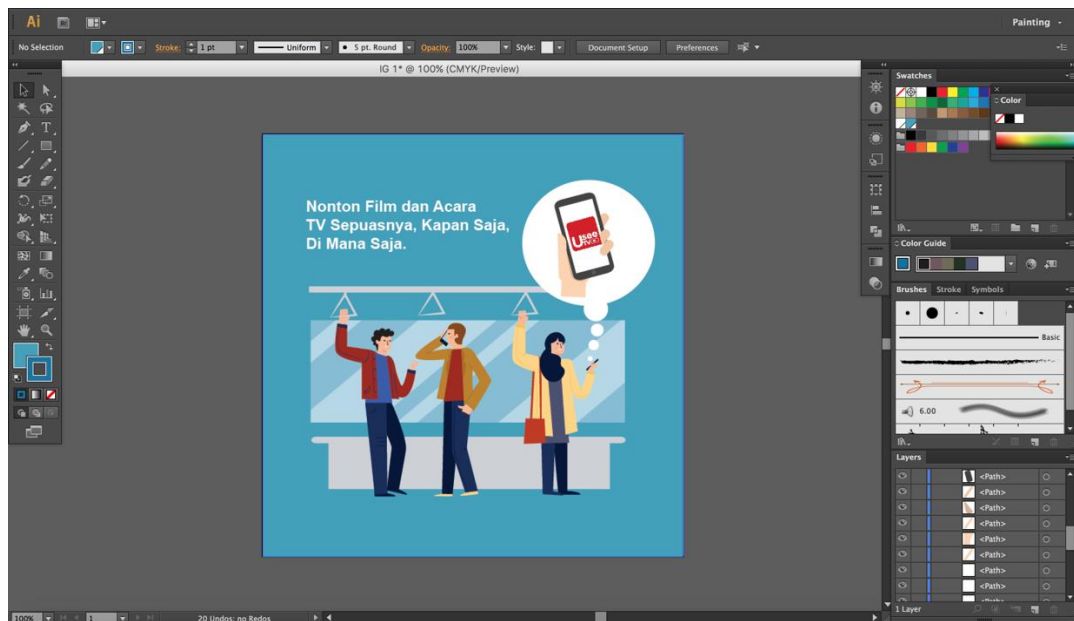 Ai
Painting
No Selection
Stroke: 1 pt Uniform 5 pt. Round Opacity: 100% Style: Document Setup Preferences
IG 1* @ 100% (CMYK/Preview)
Swatches
Color
Nonton Film dan Acara
TV Sepuasnya, Kapan Saja,
Di Mana Saja.
Usee
TV
Color Guide
Brushes Stroke Symbols
Basic
6.00
Layers
<Path>
<Path>
<Path>
<Path>
<Path>
<Path>
<Path>
<Path>
1 Layer
100% 1 20 Undos: no Redos